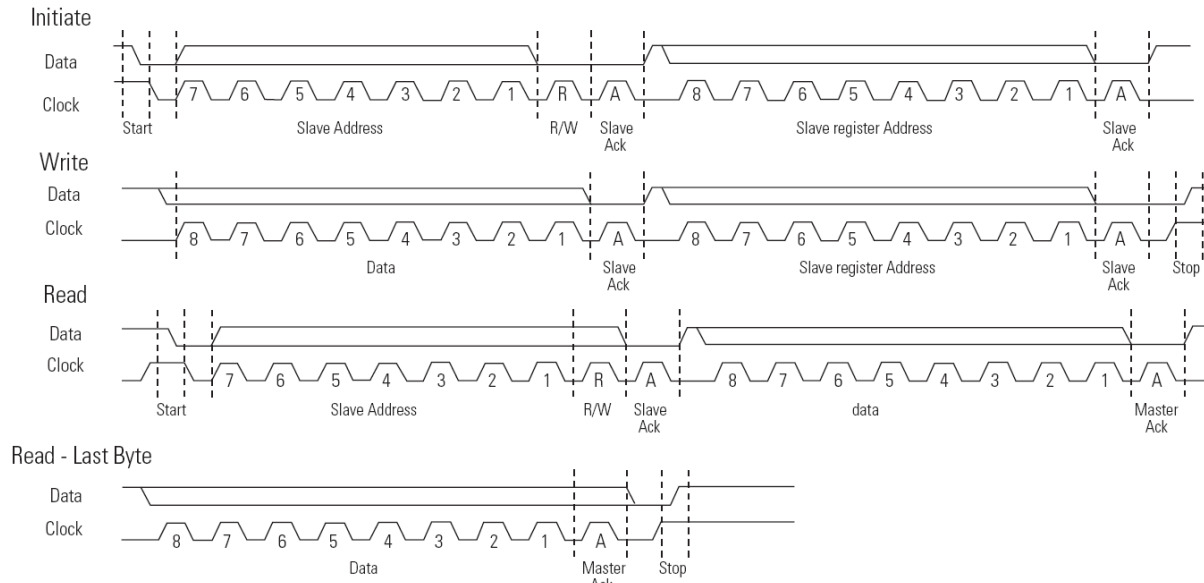 Initiate
Data
Clock 7 6 5 4 3 2 1 R A 8 7 6 5 4 3 2 1 A
Start Slave Address R/W Slave Ack Slave register Address Slave Ack
Write
Data
Clock 8 7 6 5 4 3 2 1 A 8 7 6 5 4 3 2 1 A
Data Slave Ack Slave register Address Slave Ack Stop
Read
Data
Clock 7 6 5 4 3 2 1 R A 8 7 6 5 4 3 2 1 A
Start Slave Address R/W Slave Ack data Master Ack
Read - Last Byte
Data
Clock 8 7 6 5 4 3 2 1 A
Data Master Ack Stop